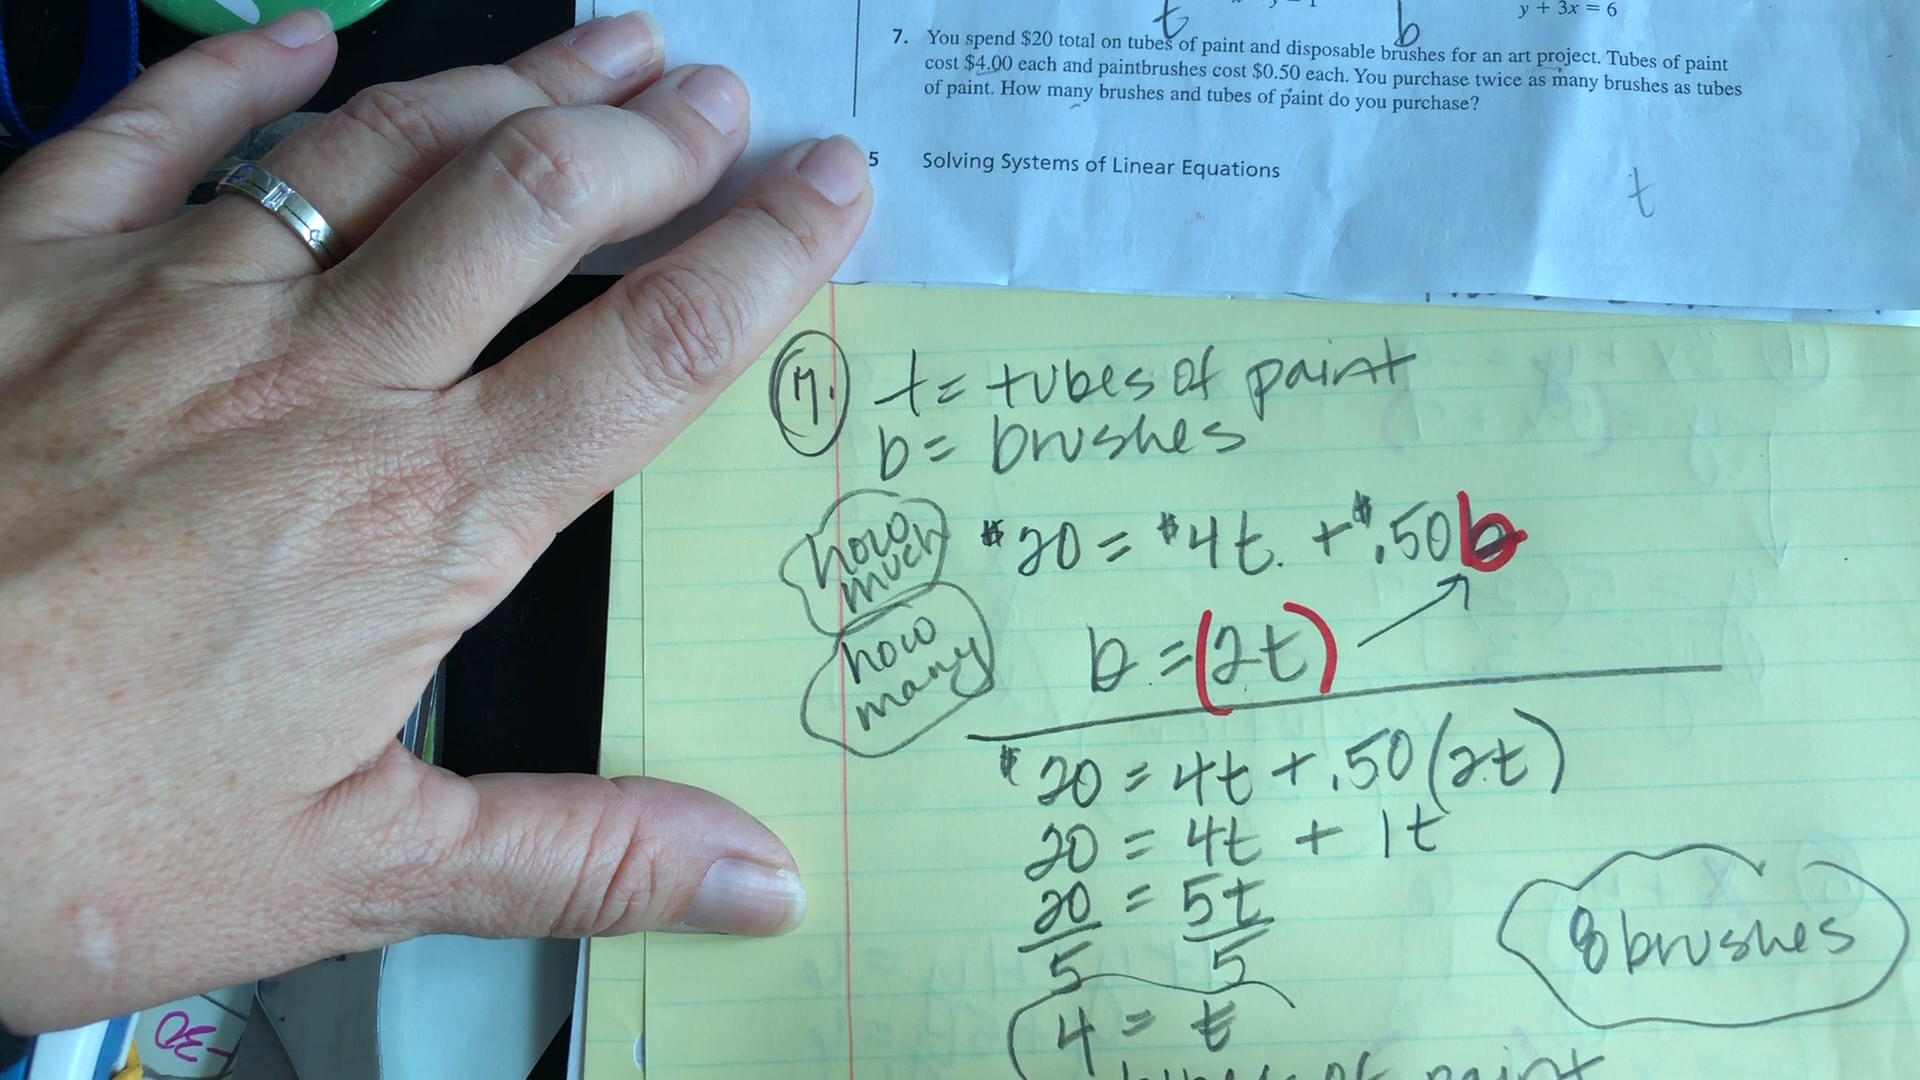 y + 3x = 6
t
b
7. You spend $20 total on tubes of paint and disposable brushes for an art project. Tubes of paint
cost $4.00 each and paintbrushes cost $0.50 each. You purchase twice as many brushes as tubes
of paint. How many brushes and tubes of paint do you purchase?
5 Solving Systems of Linear Equations
t
7. t = tubes of paint
b = brushes
how
much
$20 = $4t. + $.50b
how
many
b = (2t)
$20 = 4t + .50(2t)
20 = 4t + 1t
20 = 5t
5 5
8 brushes
4 = t
tubes of paint